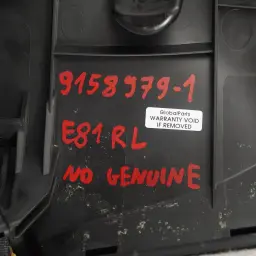 9158979-1
GlobalParts
WARRANTY VOID
IF REMOVED
E81 RL
NO GENUINE